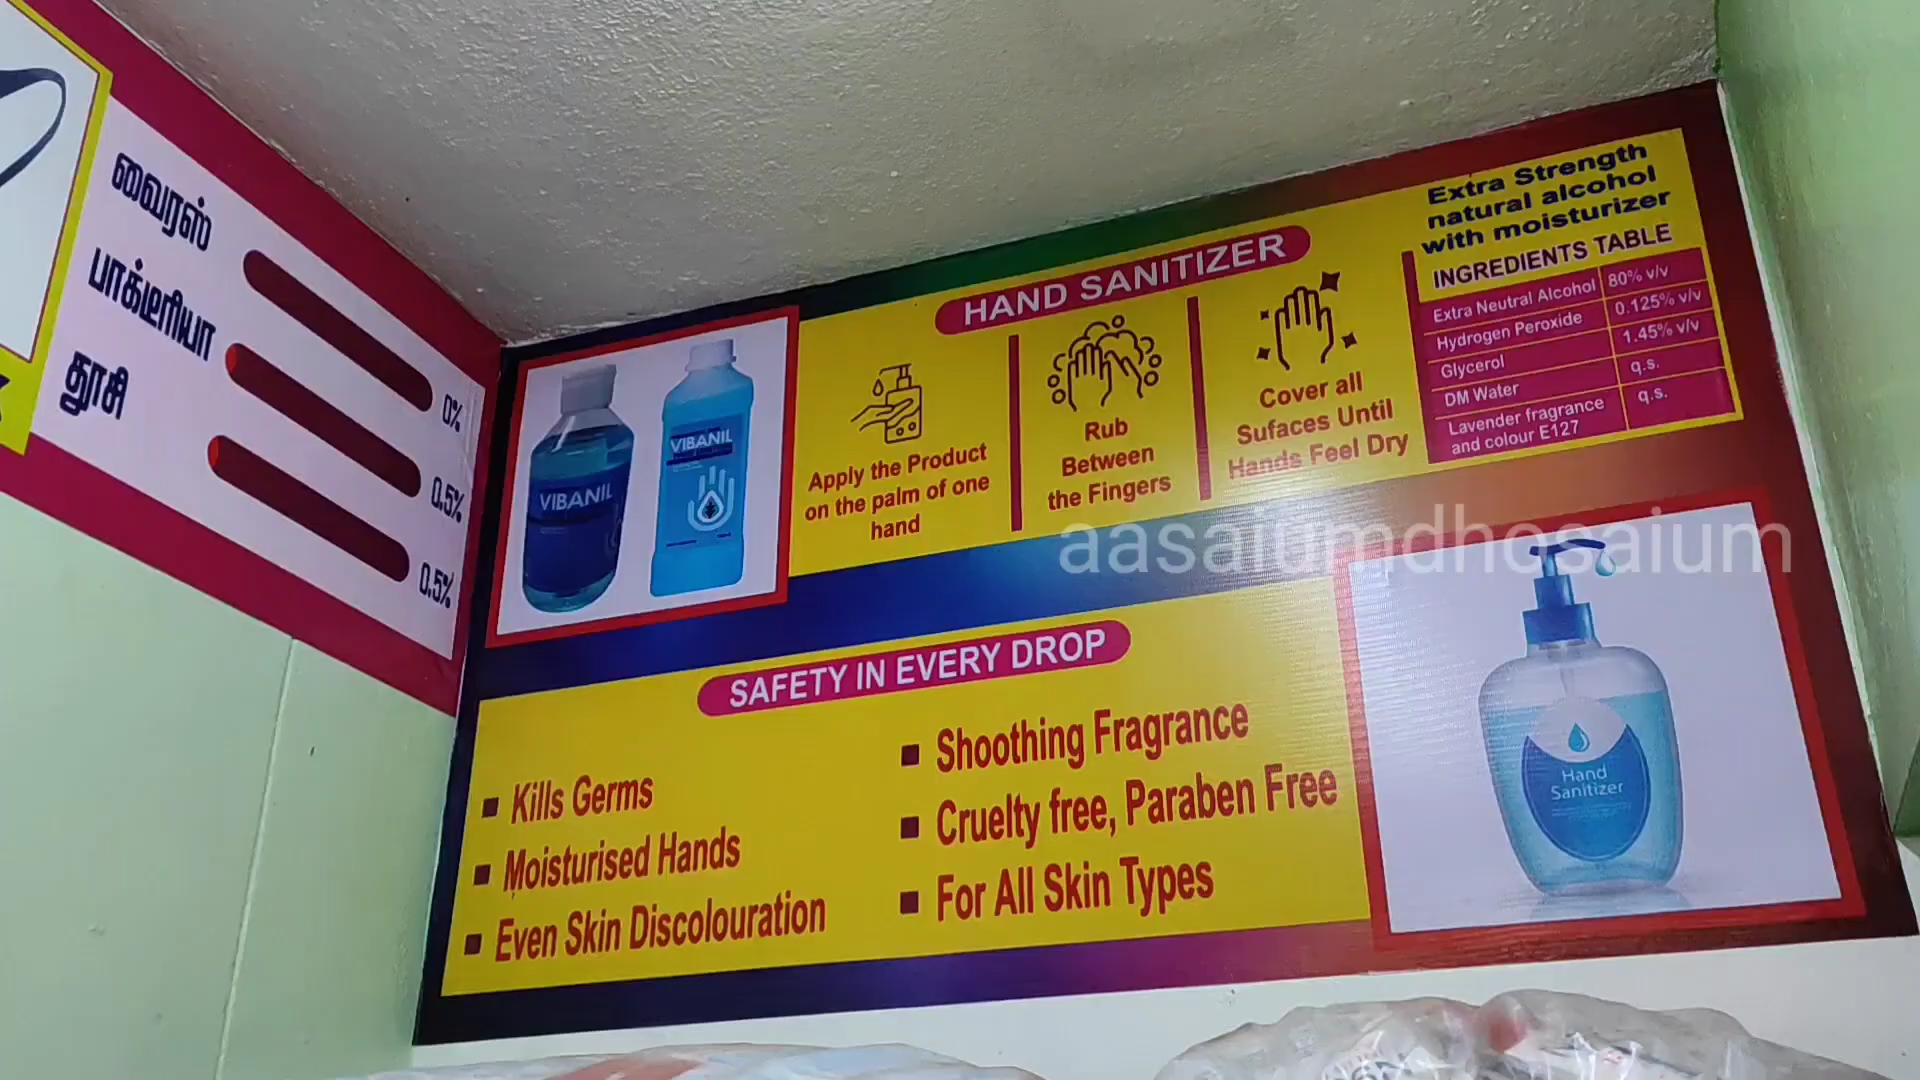 வைரஸ்
பாக்டீரியா
தூசி
0%
0.5%
0.5%
VIBANIL
VIBANIL
HAND SANITIZER
Apply the Product
on the palm of one
hand
Rub
Between
the Fingers
Cover all
Sufaces Until
Hands Feel Dry
Extra Strength
natural alcohol
with moisturizer
INGREDIENTS TABLE
Extra Neutral Alcohol 80% v/v
Hydrogen Peroxide 0.125% v/v
Glycerol 1.45% v/v
DM Water q.s.
Lavender fragrance
and colour E127 q.s.
aasaiumdhosaium
SAFETY IN EVERY DROP
Kills Germs
Moisturised Hands
Even Skin Discolouration
Shoothing Fragrance
Cruelty free, Paraben Free
For All Skin Types
Hand
Sanitizer